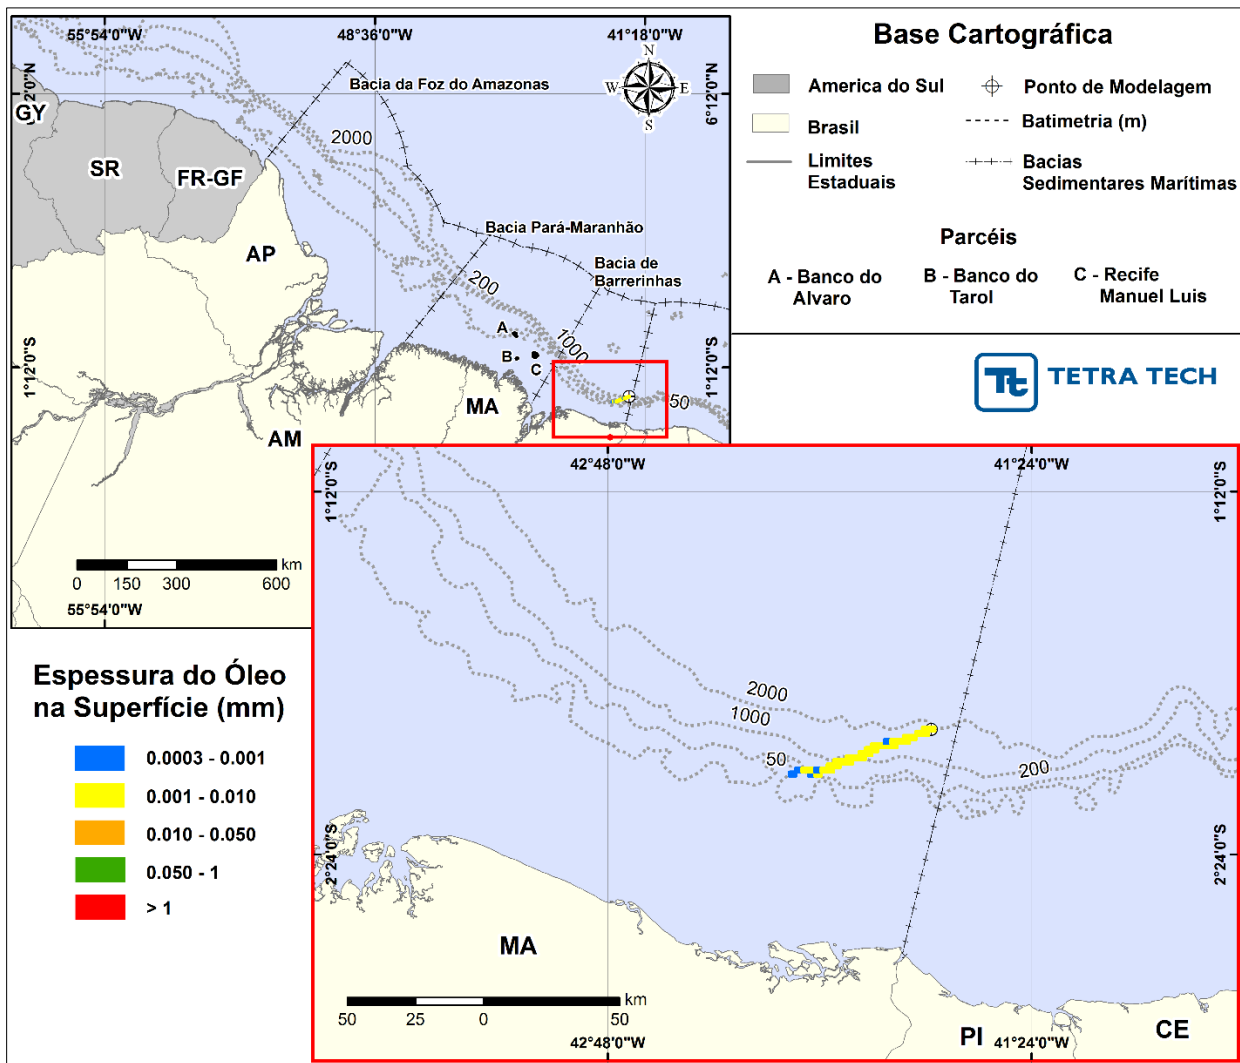 55°54'0"W
48°36'0"W
41°18'0"W
6°12'0"N
6°12'0"N
N
W
E
S
Bacia da Foz do Amazonas
2000
GY
SR
FR-GF
AP
Bacia Pará-Maranhão
Bacia de
Barrerinhas
200
1000
A
B
C
50
1°12'0"S
1°12'0"S
MA
AM
km
0 150 300 600
55°54'0"W
Base Cartográfica
America do Sul
Ponto de Modelagem
Brasil
Batimetria (m)
Limites
Estaduais
Bacias
Sedimentares Marítimas
Parcéis
A - Banco do
Alvaro
B - Banco do
Tarol
C - Recife
Manuel Luis
Tt
TETRA TECH
Espessura do Óleo
na Superfície (mm)
0.0003 - 0.001
0.001 - 0.010
0.010 - 0.050
0.050 - 1
> 1
42°48'0"W
41°24'0"W
1°12'0"S
1°12'0"S
2000
1000
50
200
2°24'0"S
2°24'0"S
MA
PI
CE
km
50 25 0 50
42°48'0"W
41°24'0"W